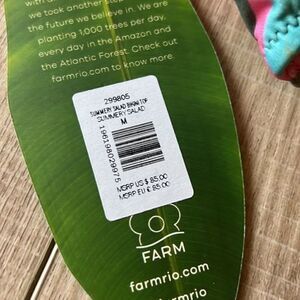 we took another step
the future we believe in. We are
planting 1,000 trees per day,
every day in the Amazon and
the Atlantic Forest. Check out
farmrio.com to know more.
299805
SUMMERY SALAD BIKINI TOP
SUMMERY SALAD
M
196198029975
MSRP US $ 85.00
MSRP EU € 85.00
FARM
farmrio.com
farmrio